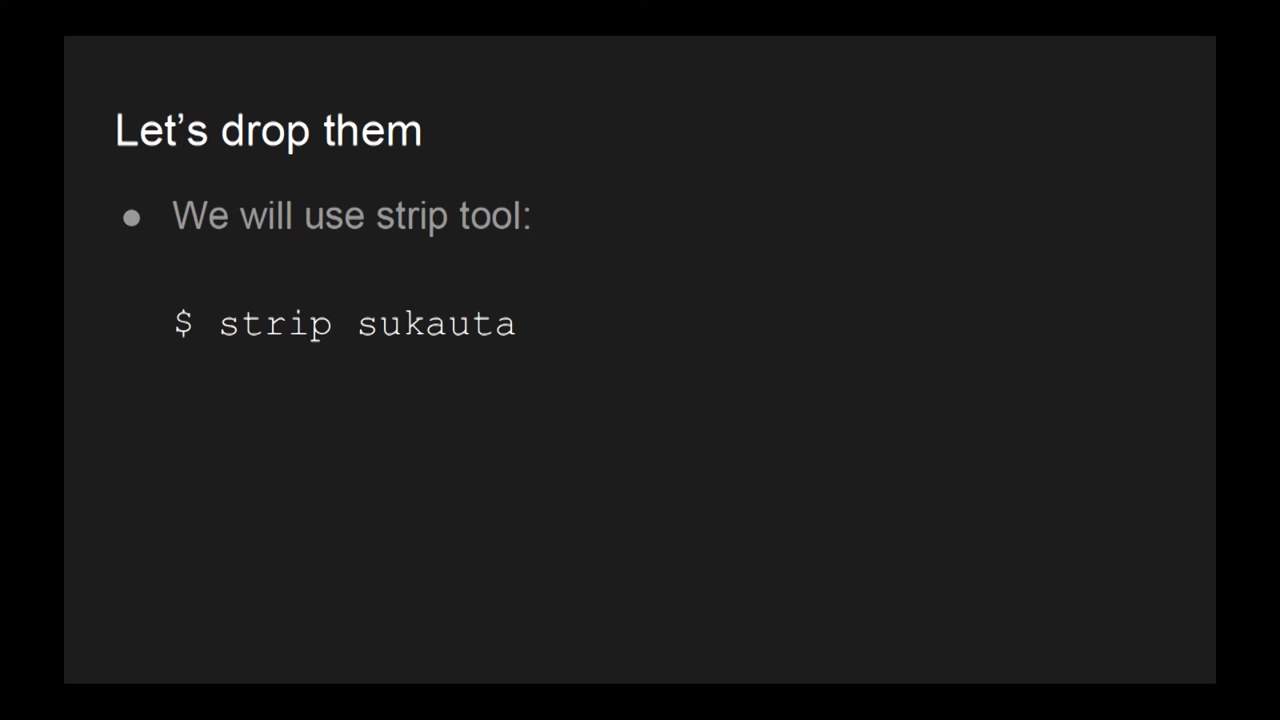 Let’s drop them
● We will use strip tool:
$ strip sukauta